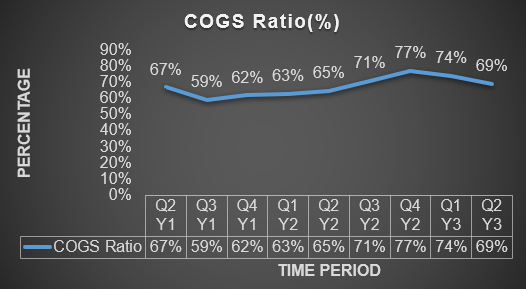 COGS Ratio(%)
PERCENTAGE
90%
80%
70%
60%
50%
40%
30%
20%
10%
0%
67% 59% 62% 63% 65% 71% 77% 74% 69%
Q2 Q3 Q4 Q1 Q2 Q3 Q4 Q1 Q2
Y1 Y1 Y1 Y2 Y2 Y2 Y2 Y3 Y3
COGS Ratio 67% 59% 62% 63% 65% 71% 77% 74% 69%
TIME PERIOD